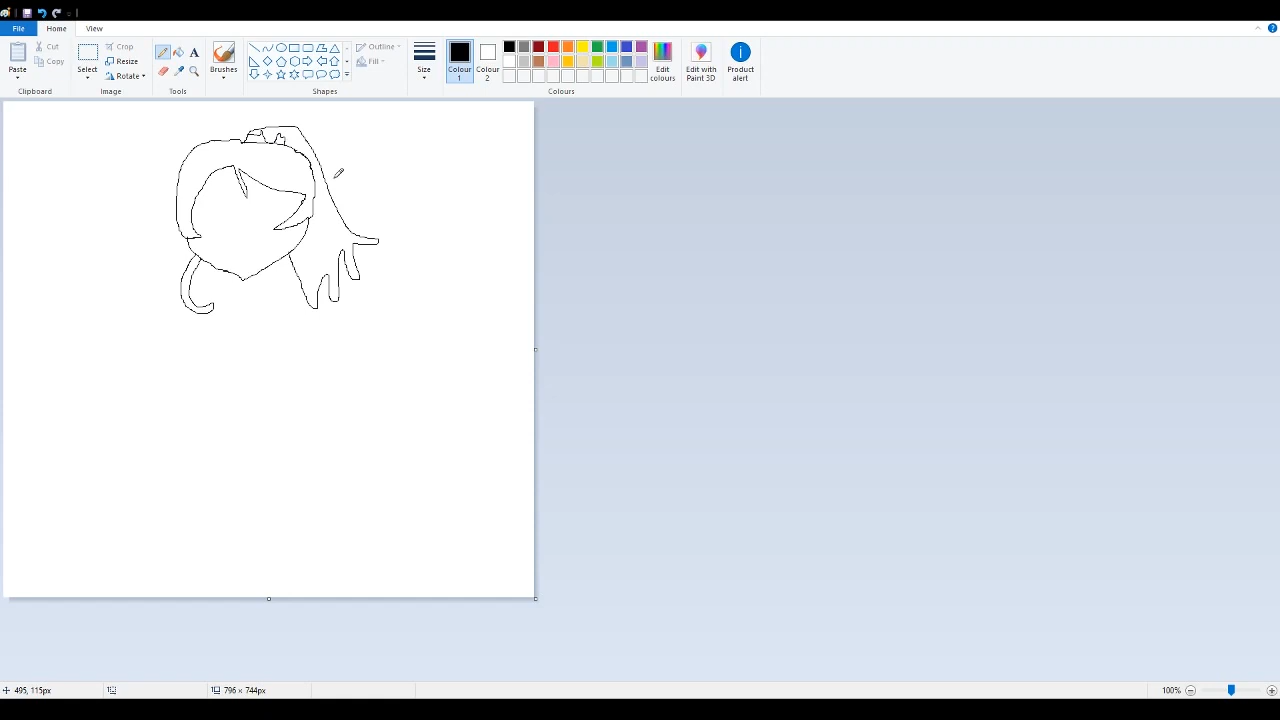 File Home View
Cut
Copy
Paste
Clipboard
Crop
Resize
Rotate
Select
Image
A
Tools
Brushes
Outline
Fill
Shapes
Size
Colour
1
Colour
2
Edit
colours
Colours
Edit with
Paint 3D
Product
alert
495, 115px
796 × 744px
100%